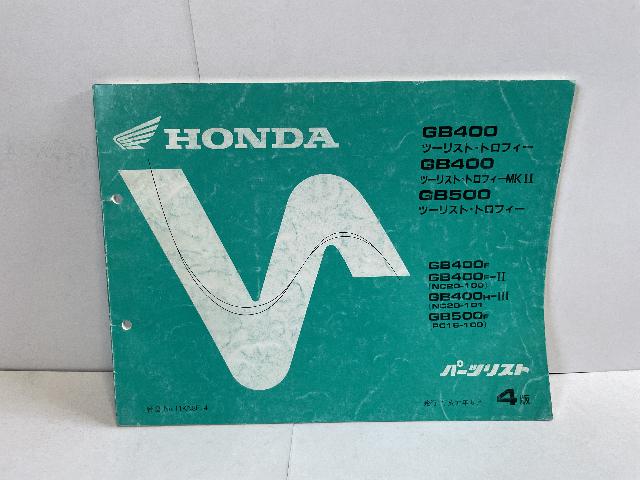 HONDA
GB400
ツーリスト・トロフィー
GB400
ツーリスト・トロフィーMKⅡ
GB500
ツーリスト・トロフィー
GB400F
GB400F-Ⅱ
(NC20-100)
GB400H-Ⅲ
(NC20-101
GB500F
(PC16-100)
パーツリスト
4版